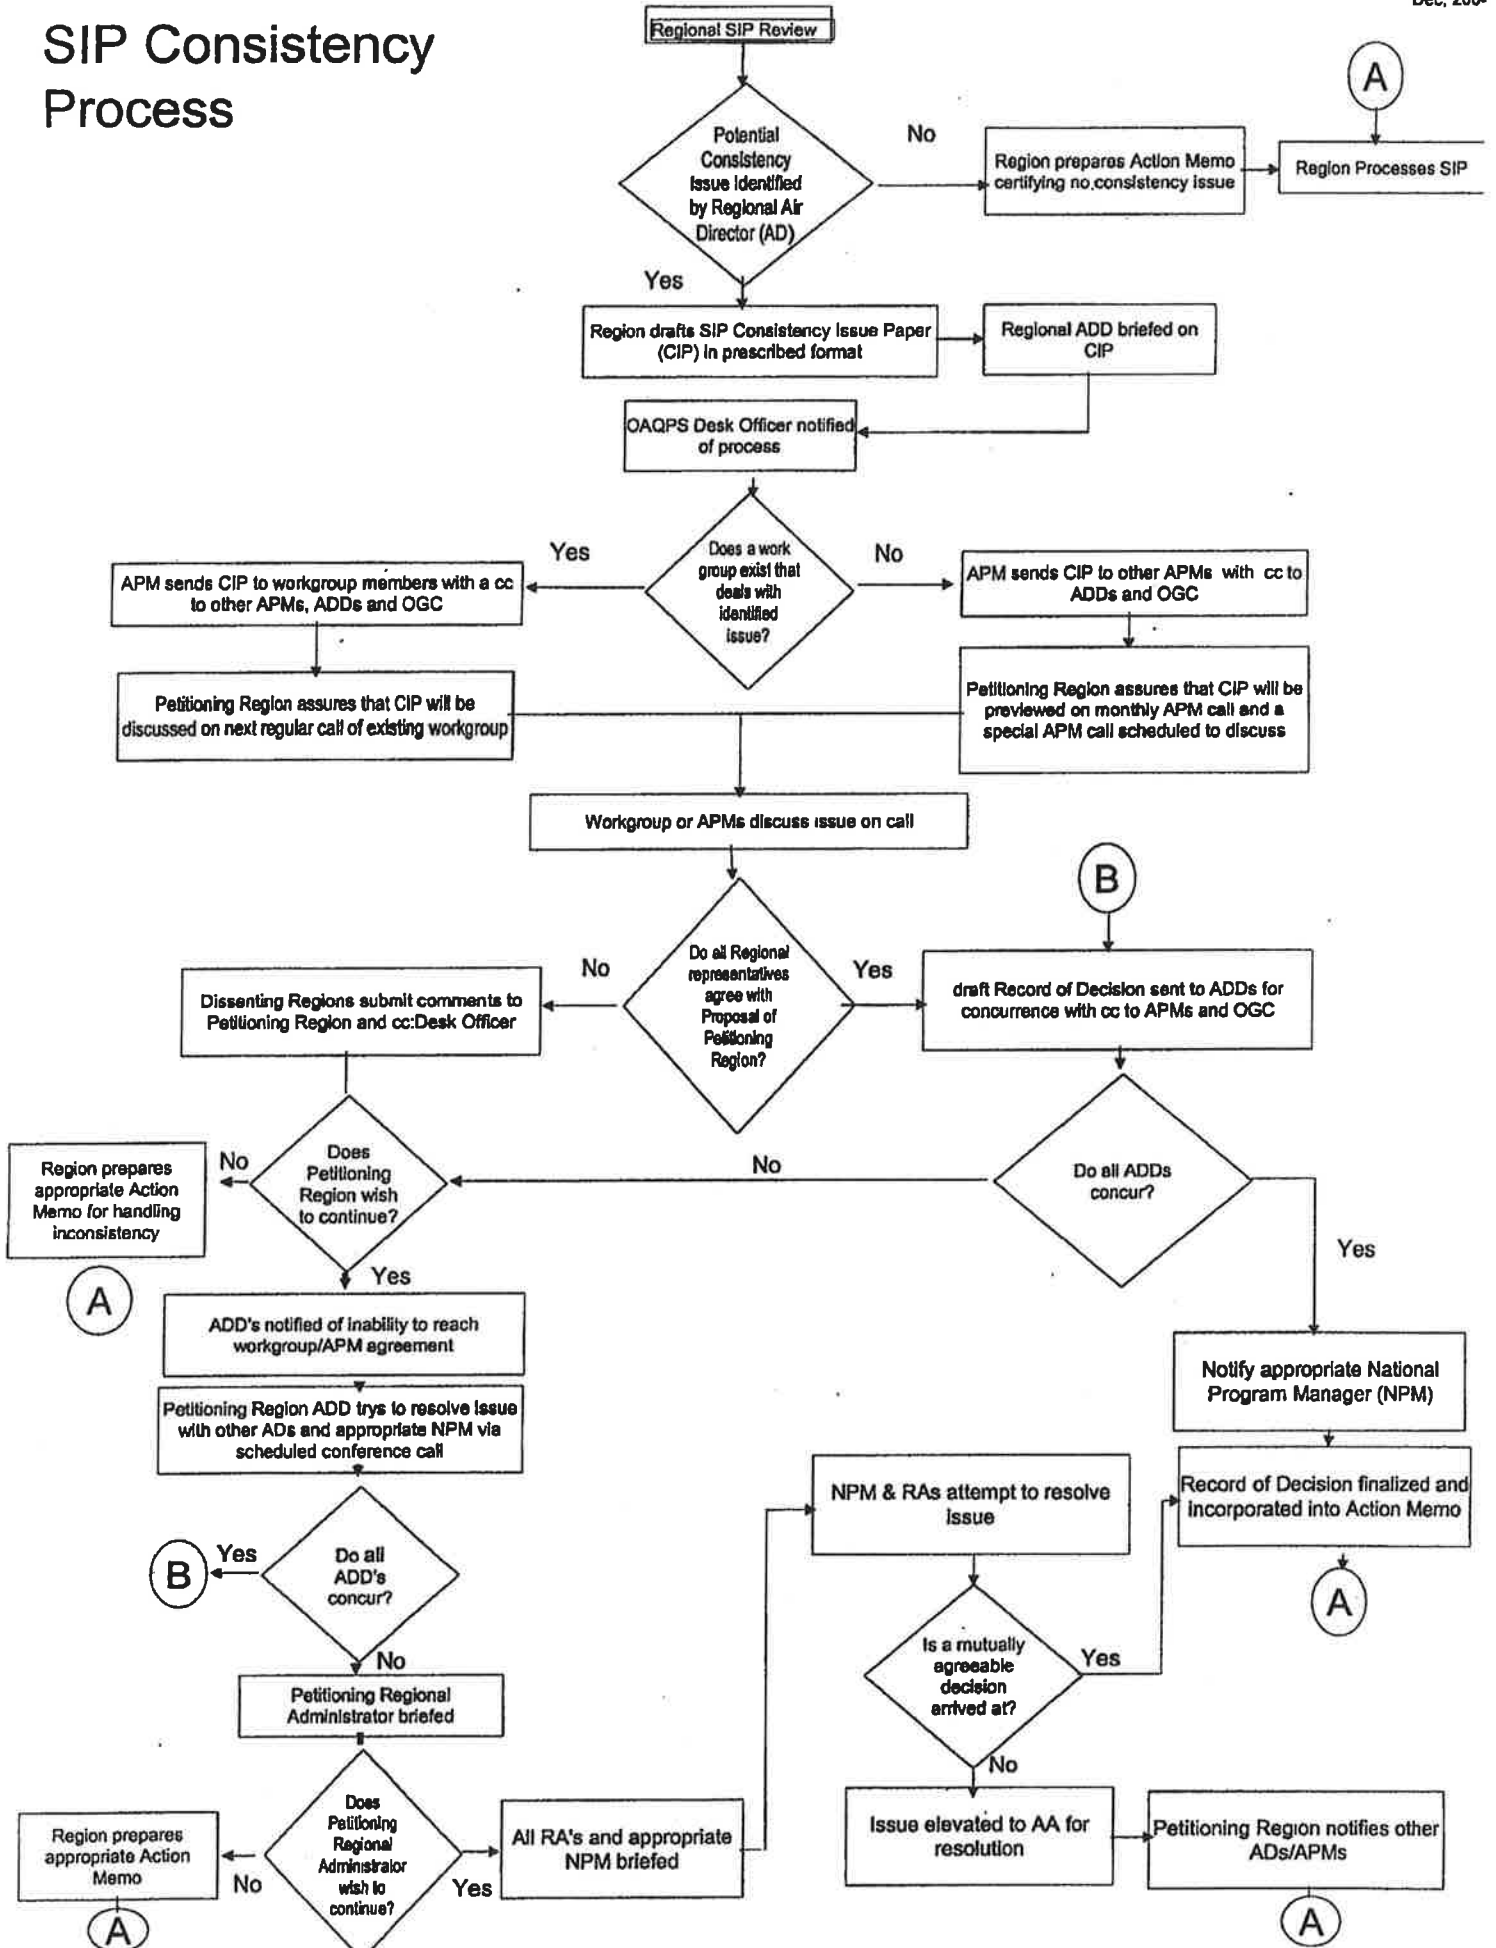 Dec, 200
SIP Consistency
Process
Regional SIP Review
A
Potential
Consistency
Issue identified
by Regional Air
Director (AD)
No
Region prepares Action Memo
certifying no consistency issue
Region Processes SIP
Yes
Region drafts SIP Consistency Issue Paper
(CIP) in prescribed format
Regional ADD briefed on
CIP
OAQPS Desk Officer notified
of process
Does a work
group exist that
deals with
identified
issue?
Yes
No
APM sends CIP to workgroup members with a cc
to other APMs, ADDs and OGC
APM sends CIP to other APMs with cc to
ADDs and OGC
Petitioning Region assures that CIP will be
discussed on next regular call of existing workgroup
Petitioning Region assures that CIP will be
previewed on monthly APM call and a
special APM call scheduled to discuss
Workgroup or APMs discuss issue on call
B
Do all Regional
representatives
agree with
Proposal of
Petitioning
Region?
No
Yes
Dissenting Regions submit comments to
Petitioning Region and cc:Desk Officer
draft Record of Decision sent to ADDs for
concurrence with cc to APMs and OGC
Does
Petitioning
Region wish
to continue?
No
Region prepares
appropriate Action
Memo for handling
inconsistency
A
No
Do all ADDs
concur?
Yes
Yes
ADD's notified of inability to reach
workgroup/APM agreement
Notify appropriate National
Program Manager (NPM)
Petitioning Region ADD trys to resolve issue
with other ADs and appropriate NPM via
scheduled conference call
Record of Decision finalized and
incorporated into Action Memo
A
NPM & RAs attempt to resolve
issue
Do all
ADD's
concur?
Yes
B
No
Is a mutually
agreeable
decision
arrived at?
Yes
No
Petitioning Regional
Administrator briefed
Does
Petitioning
Regional
Administrator
wish to
continue?
No
Region prepares
appropriate Action
Memo
A
Yes
All RA's and appropriate
NPM briefed
Issue elevated to AA for
resolution
Petitioning Region notifies other
ADs/APMs
A